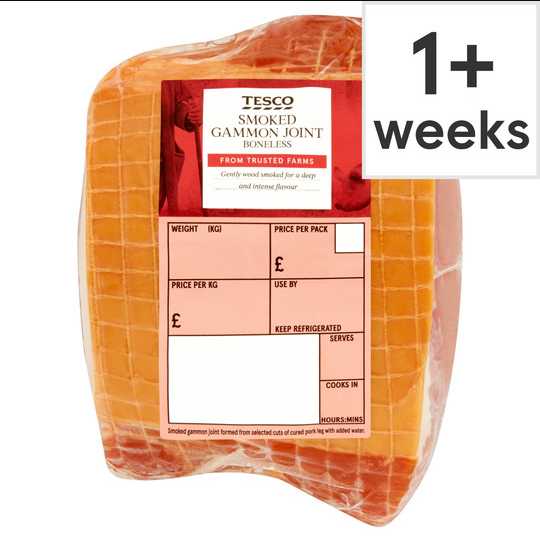 1+
weeks
TESCO
SMOKED
GAMMON JOINT
BONELESS
FROM TRUSTED FARMS
Gently wood smoked for a deep
and intense flavour
WEIGHT (KG)
PRICE PER PACK
£
PRICE PER KG
£
USE BY
KEEP REFRIGERATED
SERVES
COOKS IN
HOURS:MINS
Smoked gammon joint formed from selected cuts of cured pork leg with added water.